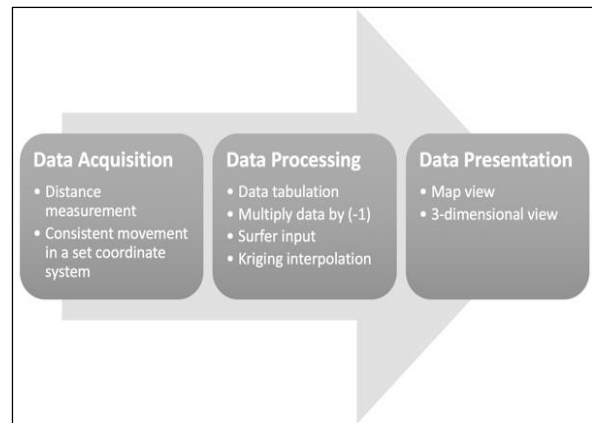 Data Acquisition
• Distance
measurement
• Consistent movement
in a set coordinate
system
Data Processing
• Data tabulation
• Multiply data by (-1)
• Surfer input
• Kriging interpolation
Data Presentation
• Map view
• 3-dimensional view